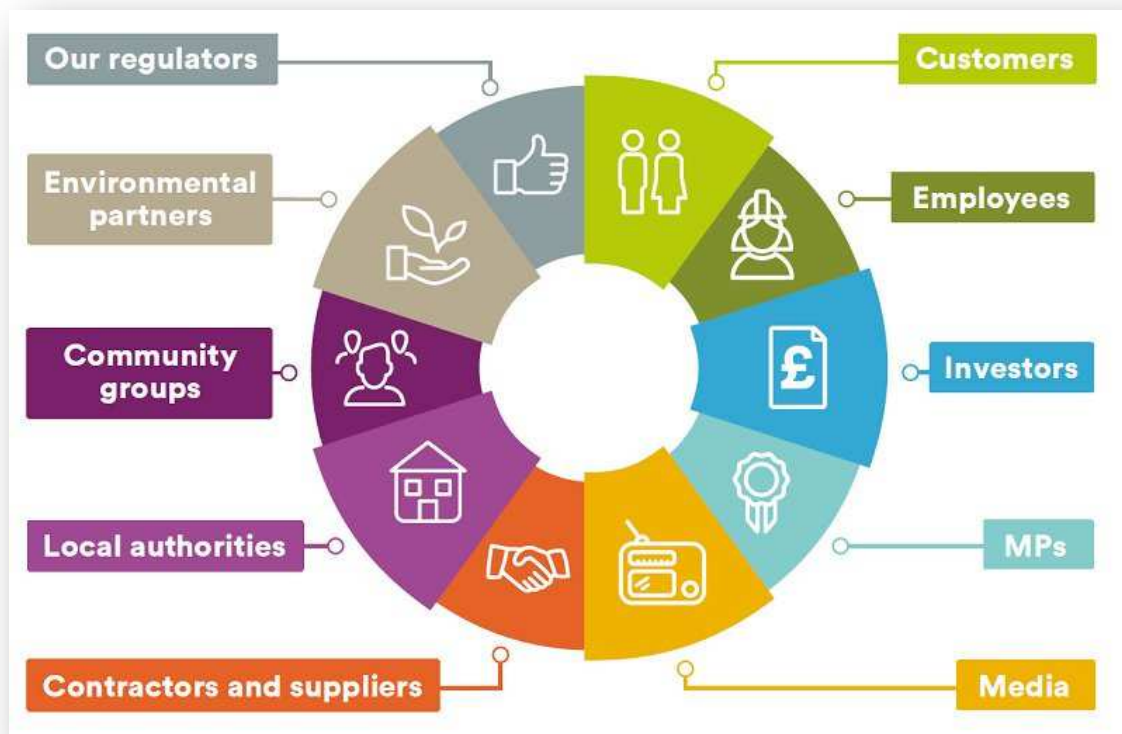 Our regulators
Customers
Environmental
partners
Employees
Community
groups
£
Investors
Local authorities
MPs
Contractors and suppliers
Media